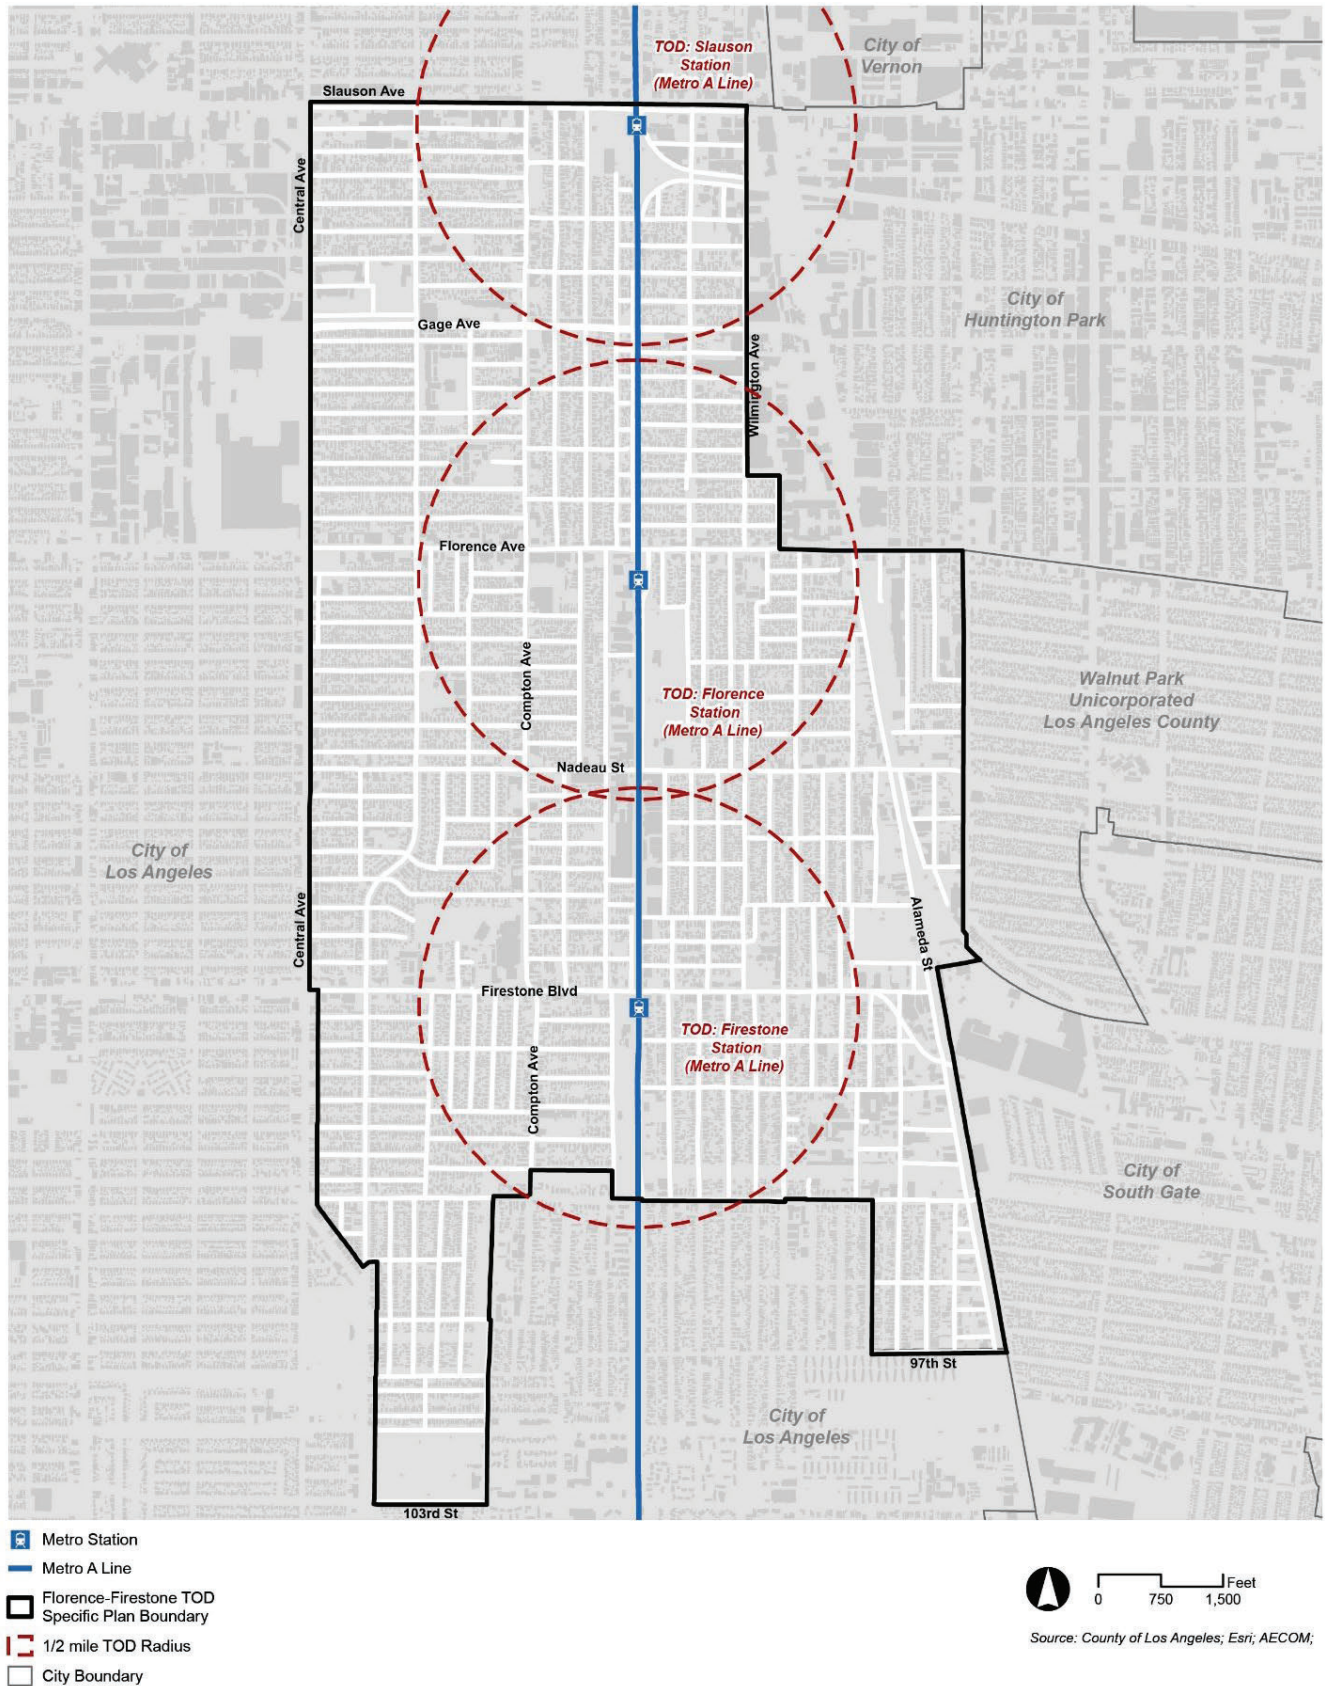 TOD: Slauson
Station
(Metro A Line)
City of
Vernon
Slauson Ave
Central Ave
City of
Huntington Park
Gage Ave
Wilmington Ave
Florence Ave
Compton Ave
TOD: Florence
Station
(Metro A Line)
Walnut Park
Unicorporated
Los Angeles County
Nadeau St
City of
Los Angeles
Central Ave
Alameda St
Firestone Blvd
TOD: Firestone
Station
(Metro A Line)
Compton Ave
City of
South Gate
97th St
City of
Los Angeles
103rd St
Metro Station
Metro A Line
Florence-Firestone TOD
Specific Plan Boundary
1/2 mile TOD Radius
City Boundary
Feet
0 750 1,500
Source: County of Los Angeles; Esri; AECOM;